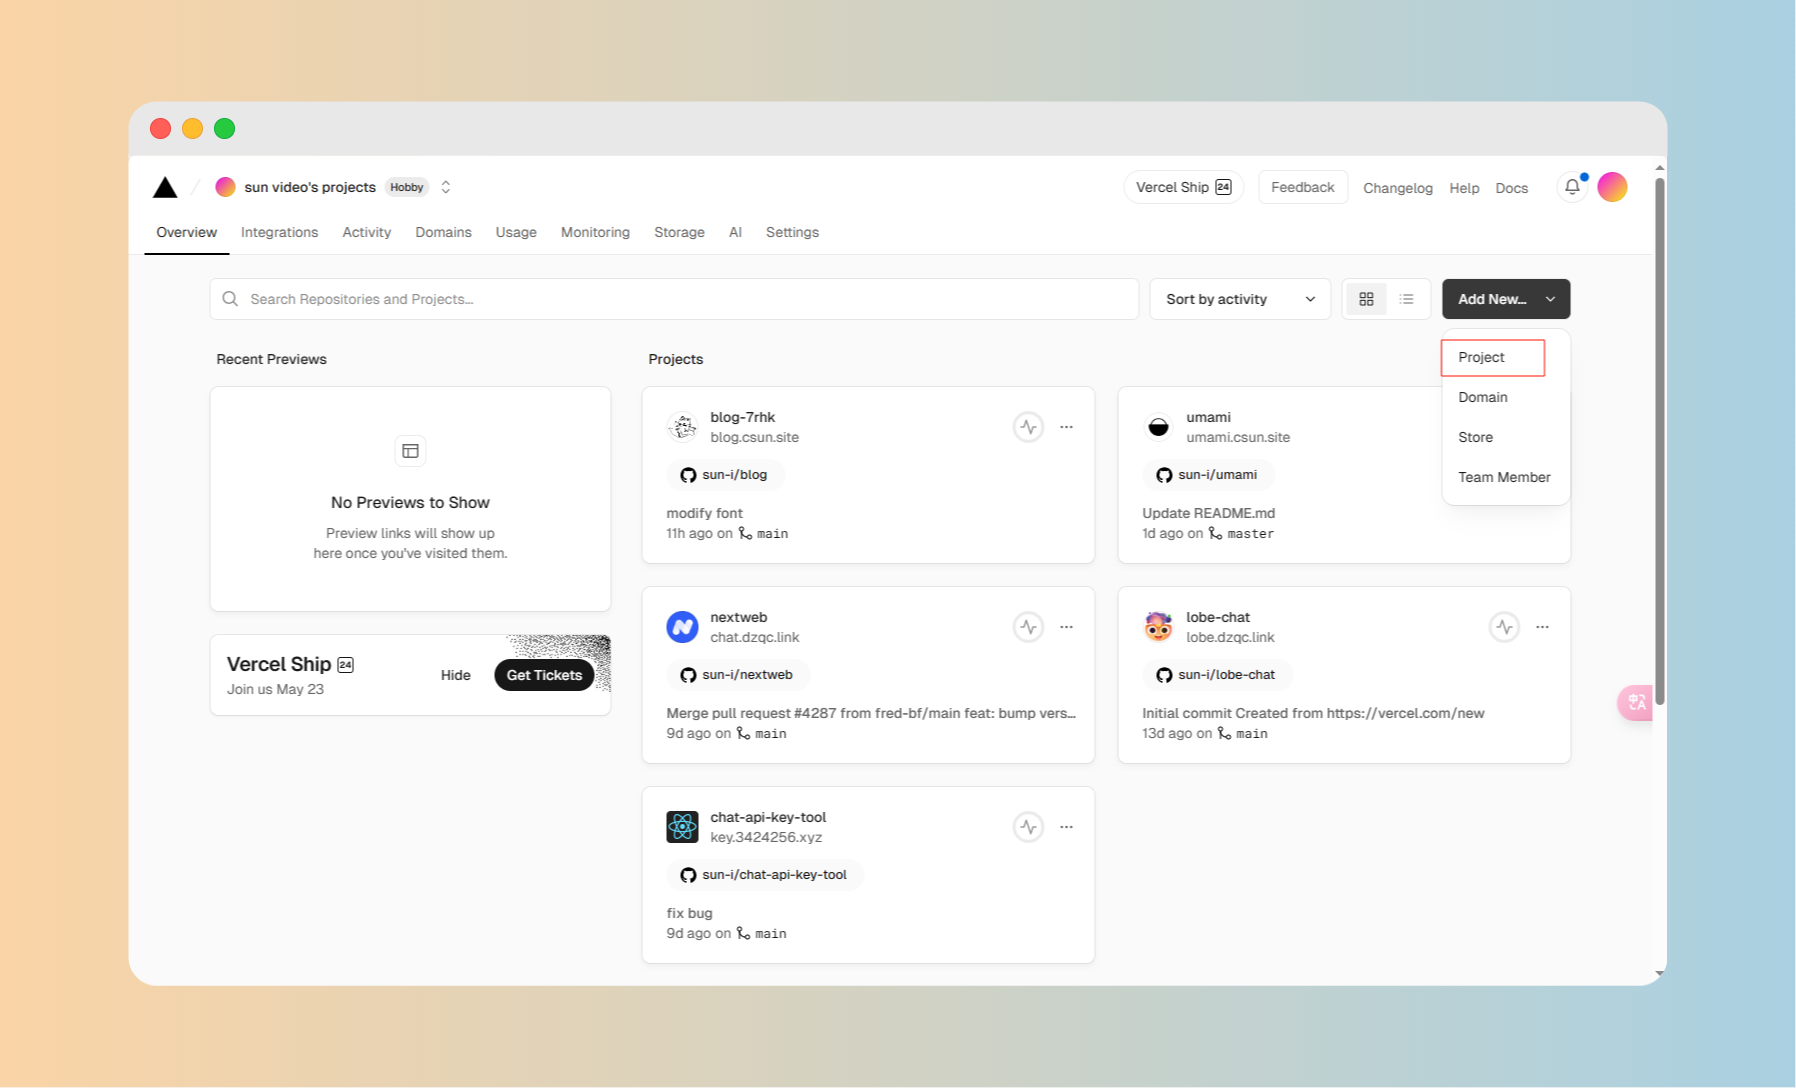 sun video's projects Hobby
Vercel Ship 24 Feedback Changelog Help Docs
Overview Integrations Activity Domains Usage Monitoring Storage AI Settings
Search Repositories and Projects...
Sort by activity
Add New...
Project
Domain
Store
Team Member
Recent Previews
No Previews to Show
Preview links will show up
here once you've visited them.
Vercel Ship 24
Join us May 23
Hide
Get Tickets
Projects
blog-7rhk
blog.csun.site
sun-i/blog
modify font
11h ago on main
umami
umami.csun.site
sun-i/umami
Update README.md
1d ago on master
nextweb
chat.dzqc.link
sun-i/nextweb
Merge pull request #4287 from fred-bf/main feat: bump vers...
9d ago on main
lobe-chat
lobe.dzqc.link
sun-i/lobe-chat
Initial commit Created from https://vercel.com/new
13d ago on main
chat-api-key-tool
key.3424256.xyz
sun-i/chat-api-key-tool
fix bug
9d ago on main